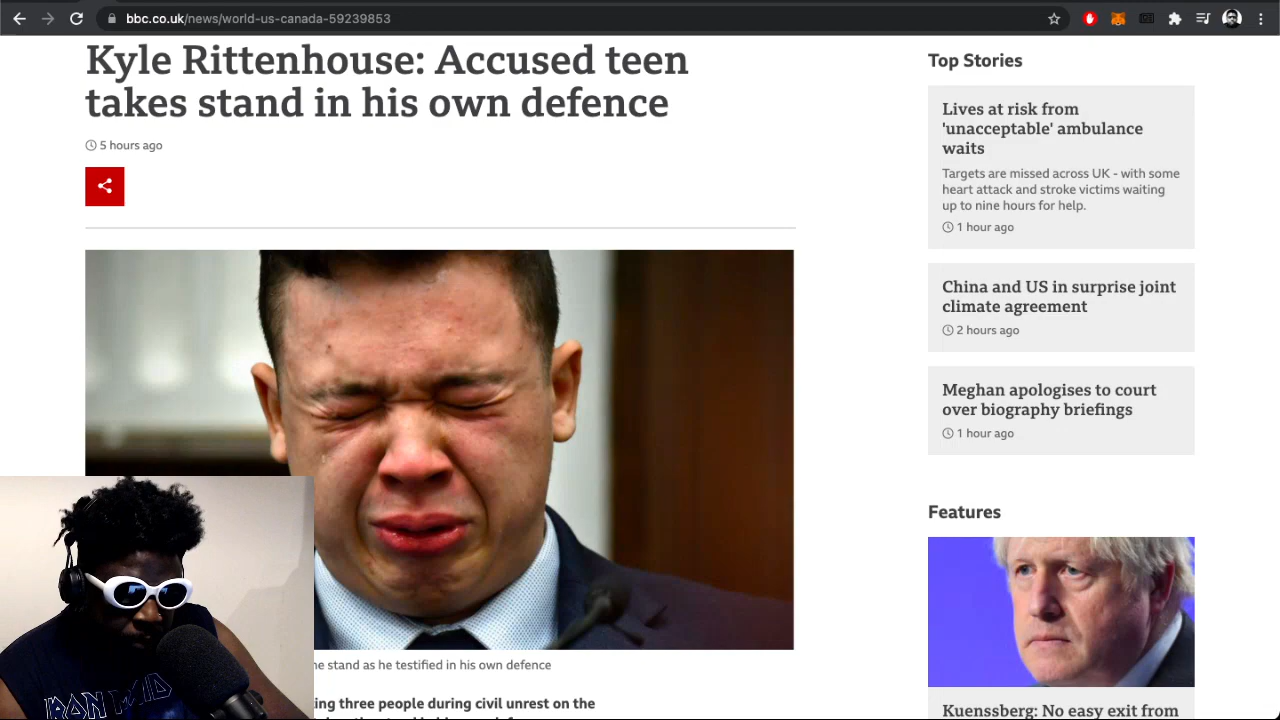 bbc.co.uk/news/world-us-canada-59239853
Kyle Rittenhouse: Accused teen
takes stand in his own defence
5 hours ago
he stand as he testified in his own defence
ing three people during civil unrest on the
Top Stories
Lives at risk from
'unacceptable' ambulance
waits
Targets are missed across UK - with some
heart attack and stroke victims waiting
up to nine hours for help.
1 hour ago
China and US in surprise joint
climate agreement
2 hours ago
Meghan apologises to court
over biography briefings
1 hour ago
Features
Kuenssberg: No easy exit from
IRON MAID